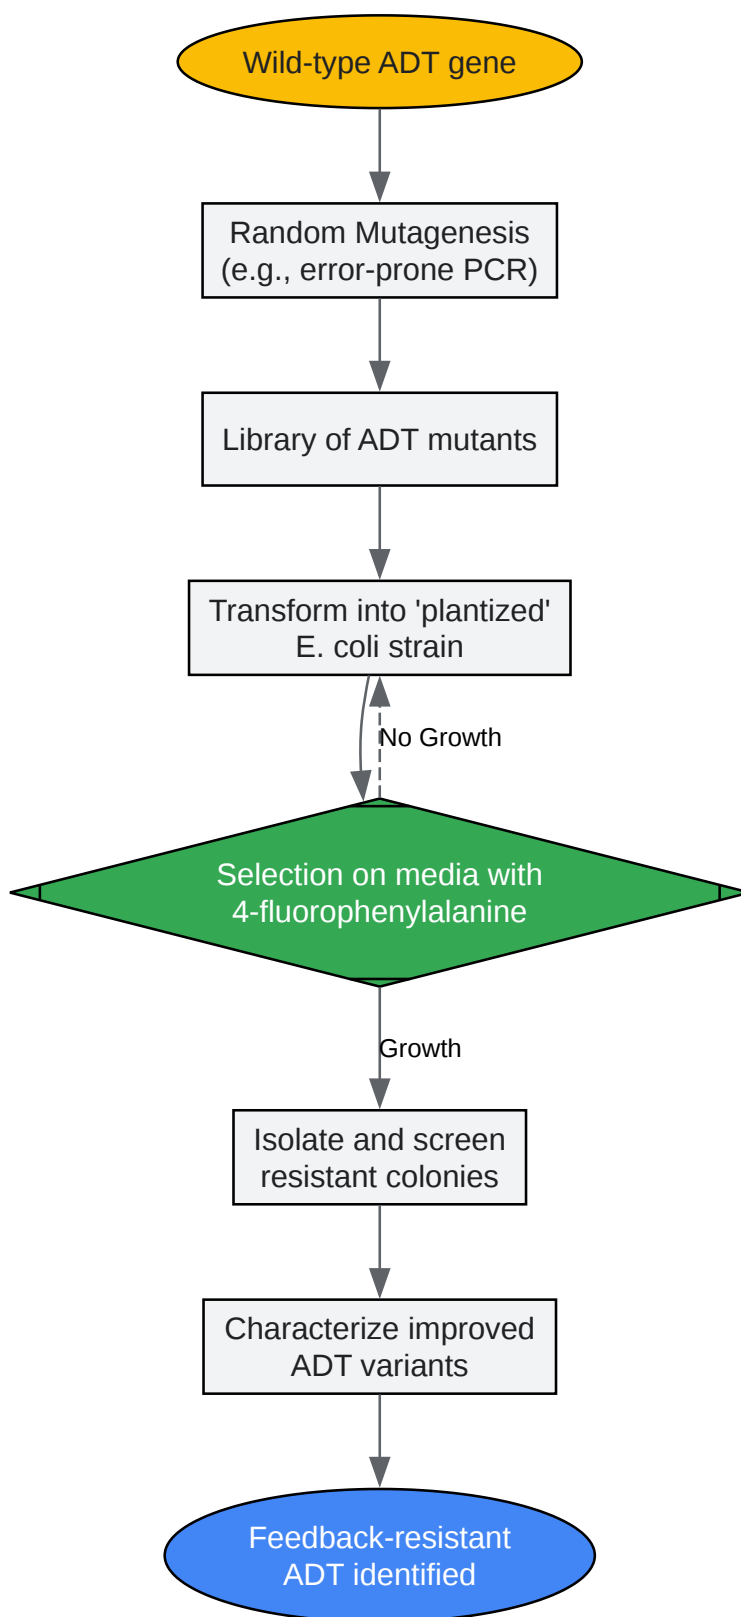 Wild-type ADT gene
Random Mutagenesis
(e.g., error-prone PCR)
Library of ADT mutants
Transform into 'plantized'
E. coli strain
No Growth
Selection on media with
4-fluorophenylalanine
Growth
Isolate and screen
resistant colonies
Characterize improved
ADT variants
Feedback-resistant
ADT identified